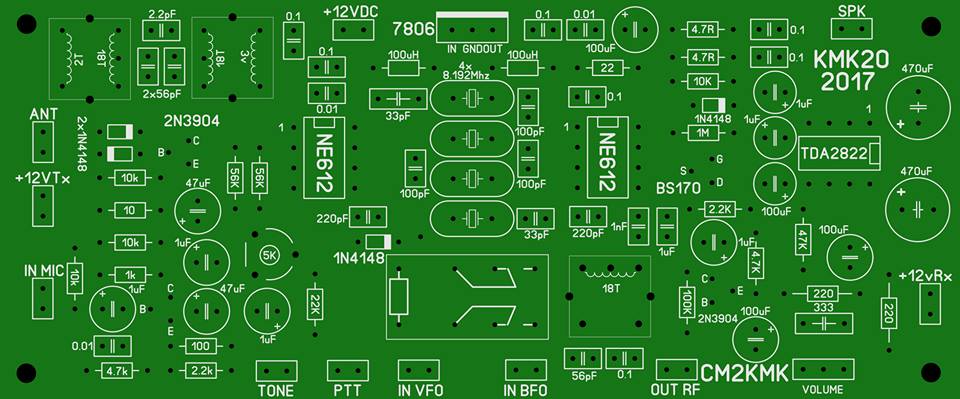 2.2pF
0.1
+12VDC
7806
IN GNDOUT
0.1
0.01
100uF
4.7R
0.1
SPK
2T
18T
18T
3v
2x56pF
0.1
100uH
4x
8.192Mhz
100uH
22
4.7R
0.1
KMK20
2017
470uF
10K
1uF
ANT
2x1N4148
2N3904
0.01
33pF
100pF
0.1
1N4148
1M
1uF
1
NE612
1
NE612
1
TDA2822
C
B
E
+12VTx
10k
56K
56K
100pF
100pF
G
S
D
BS170
470uF
47uF
10
220pF
33pF
220pF
1nF
1uF
2.2K
100uF
10k
1uF
5K
1N4148
1uF
47K
100uF
4.7K
IN MIC
10k
1k
1uF
47uF
C
B
E
1uF
22K
18T
100K
C
B
E
2N3904
220
333
220
+12vRx
0.01
100
100uF
4.7k
2.2k
56pF
0.1
TONE
PTT
IN VFO
IN BFO
OUT RF
CM2KMK
VOLUME